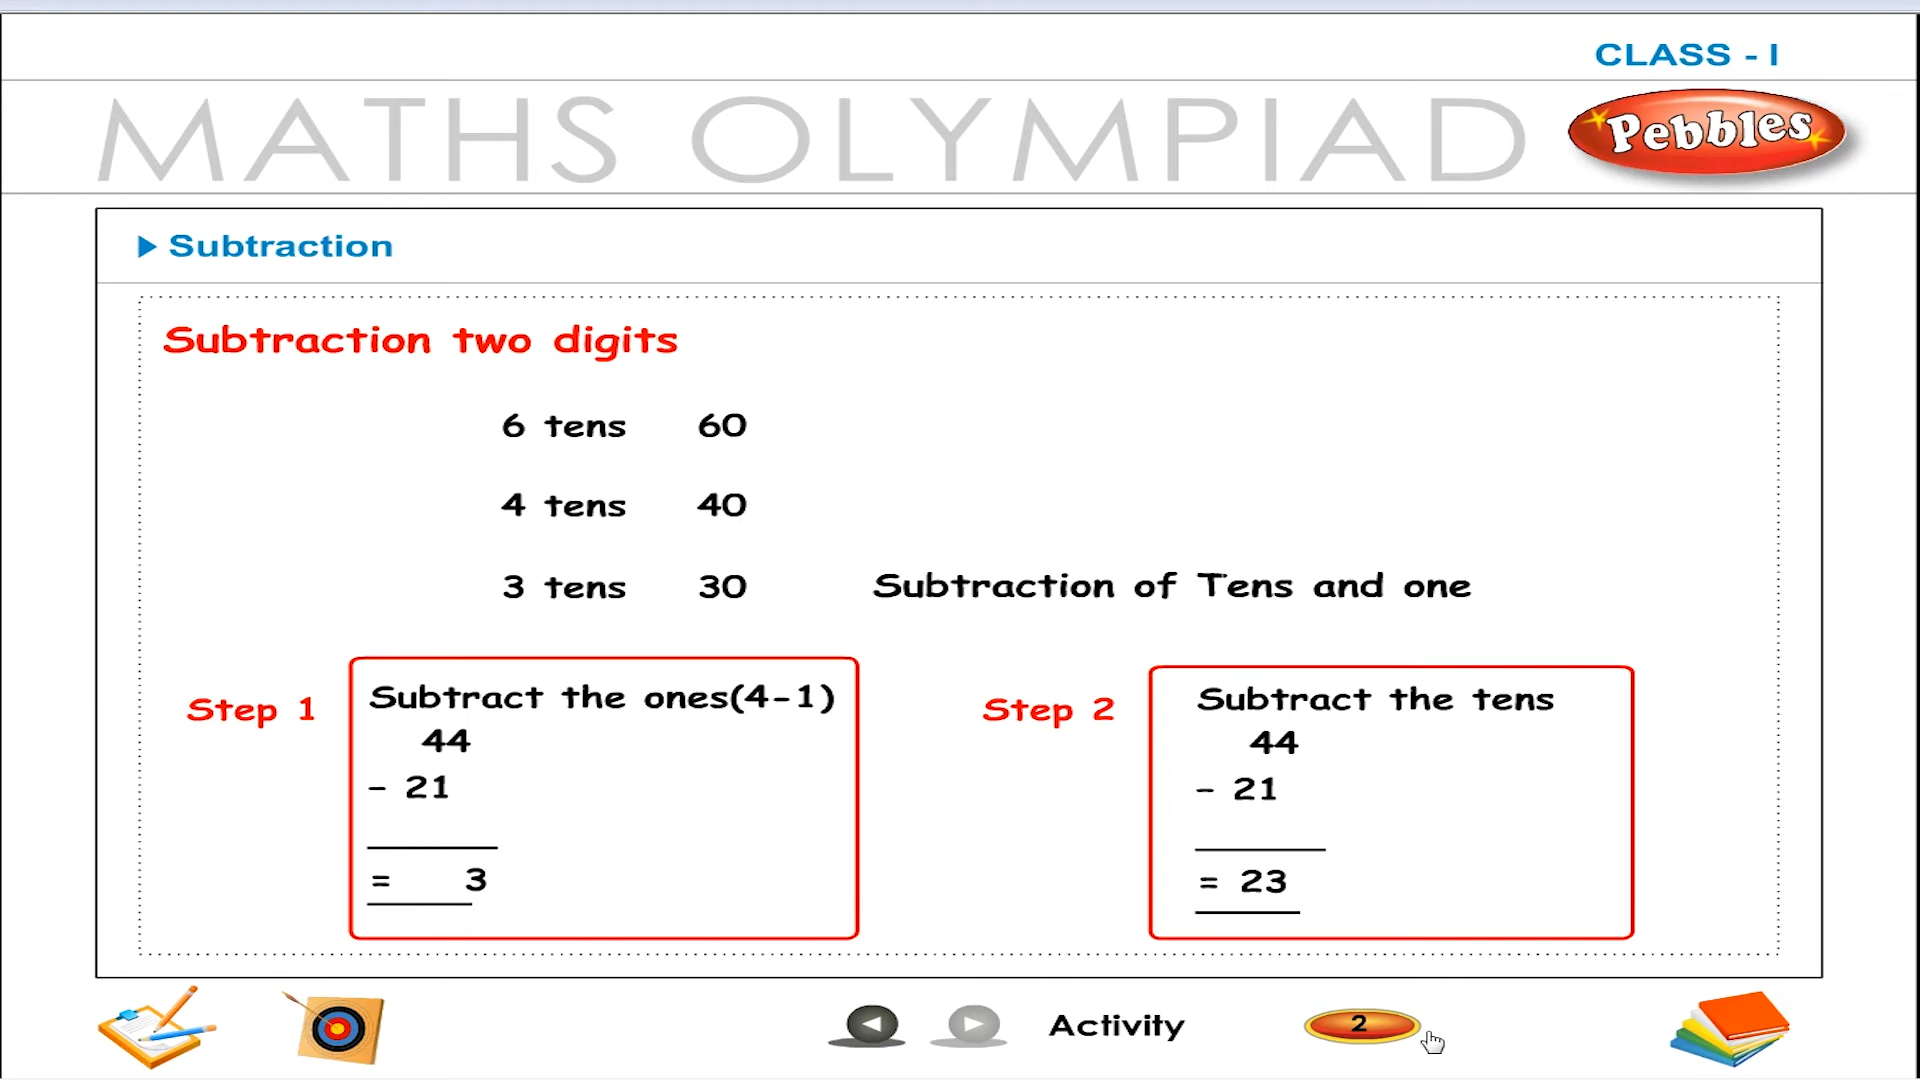 CLASS - I
MATHS OLYMPIAD
Pebbles
Subtraction
Subtraction two digits
6 tens 60
4 tens 40
3 tens 30 Subtraction of Tens and one
Step 1
Subtract the ones(4-1)
44
- 21
= 3
Step 2
Subtract the tens
44
- 21
= 23
Activity 2